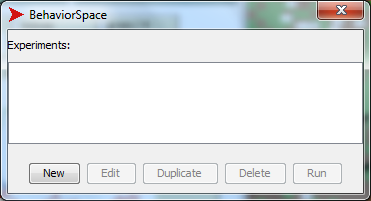 BehaviorSpace
Experiments:
New Edit Duplicate Delete Run